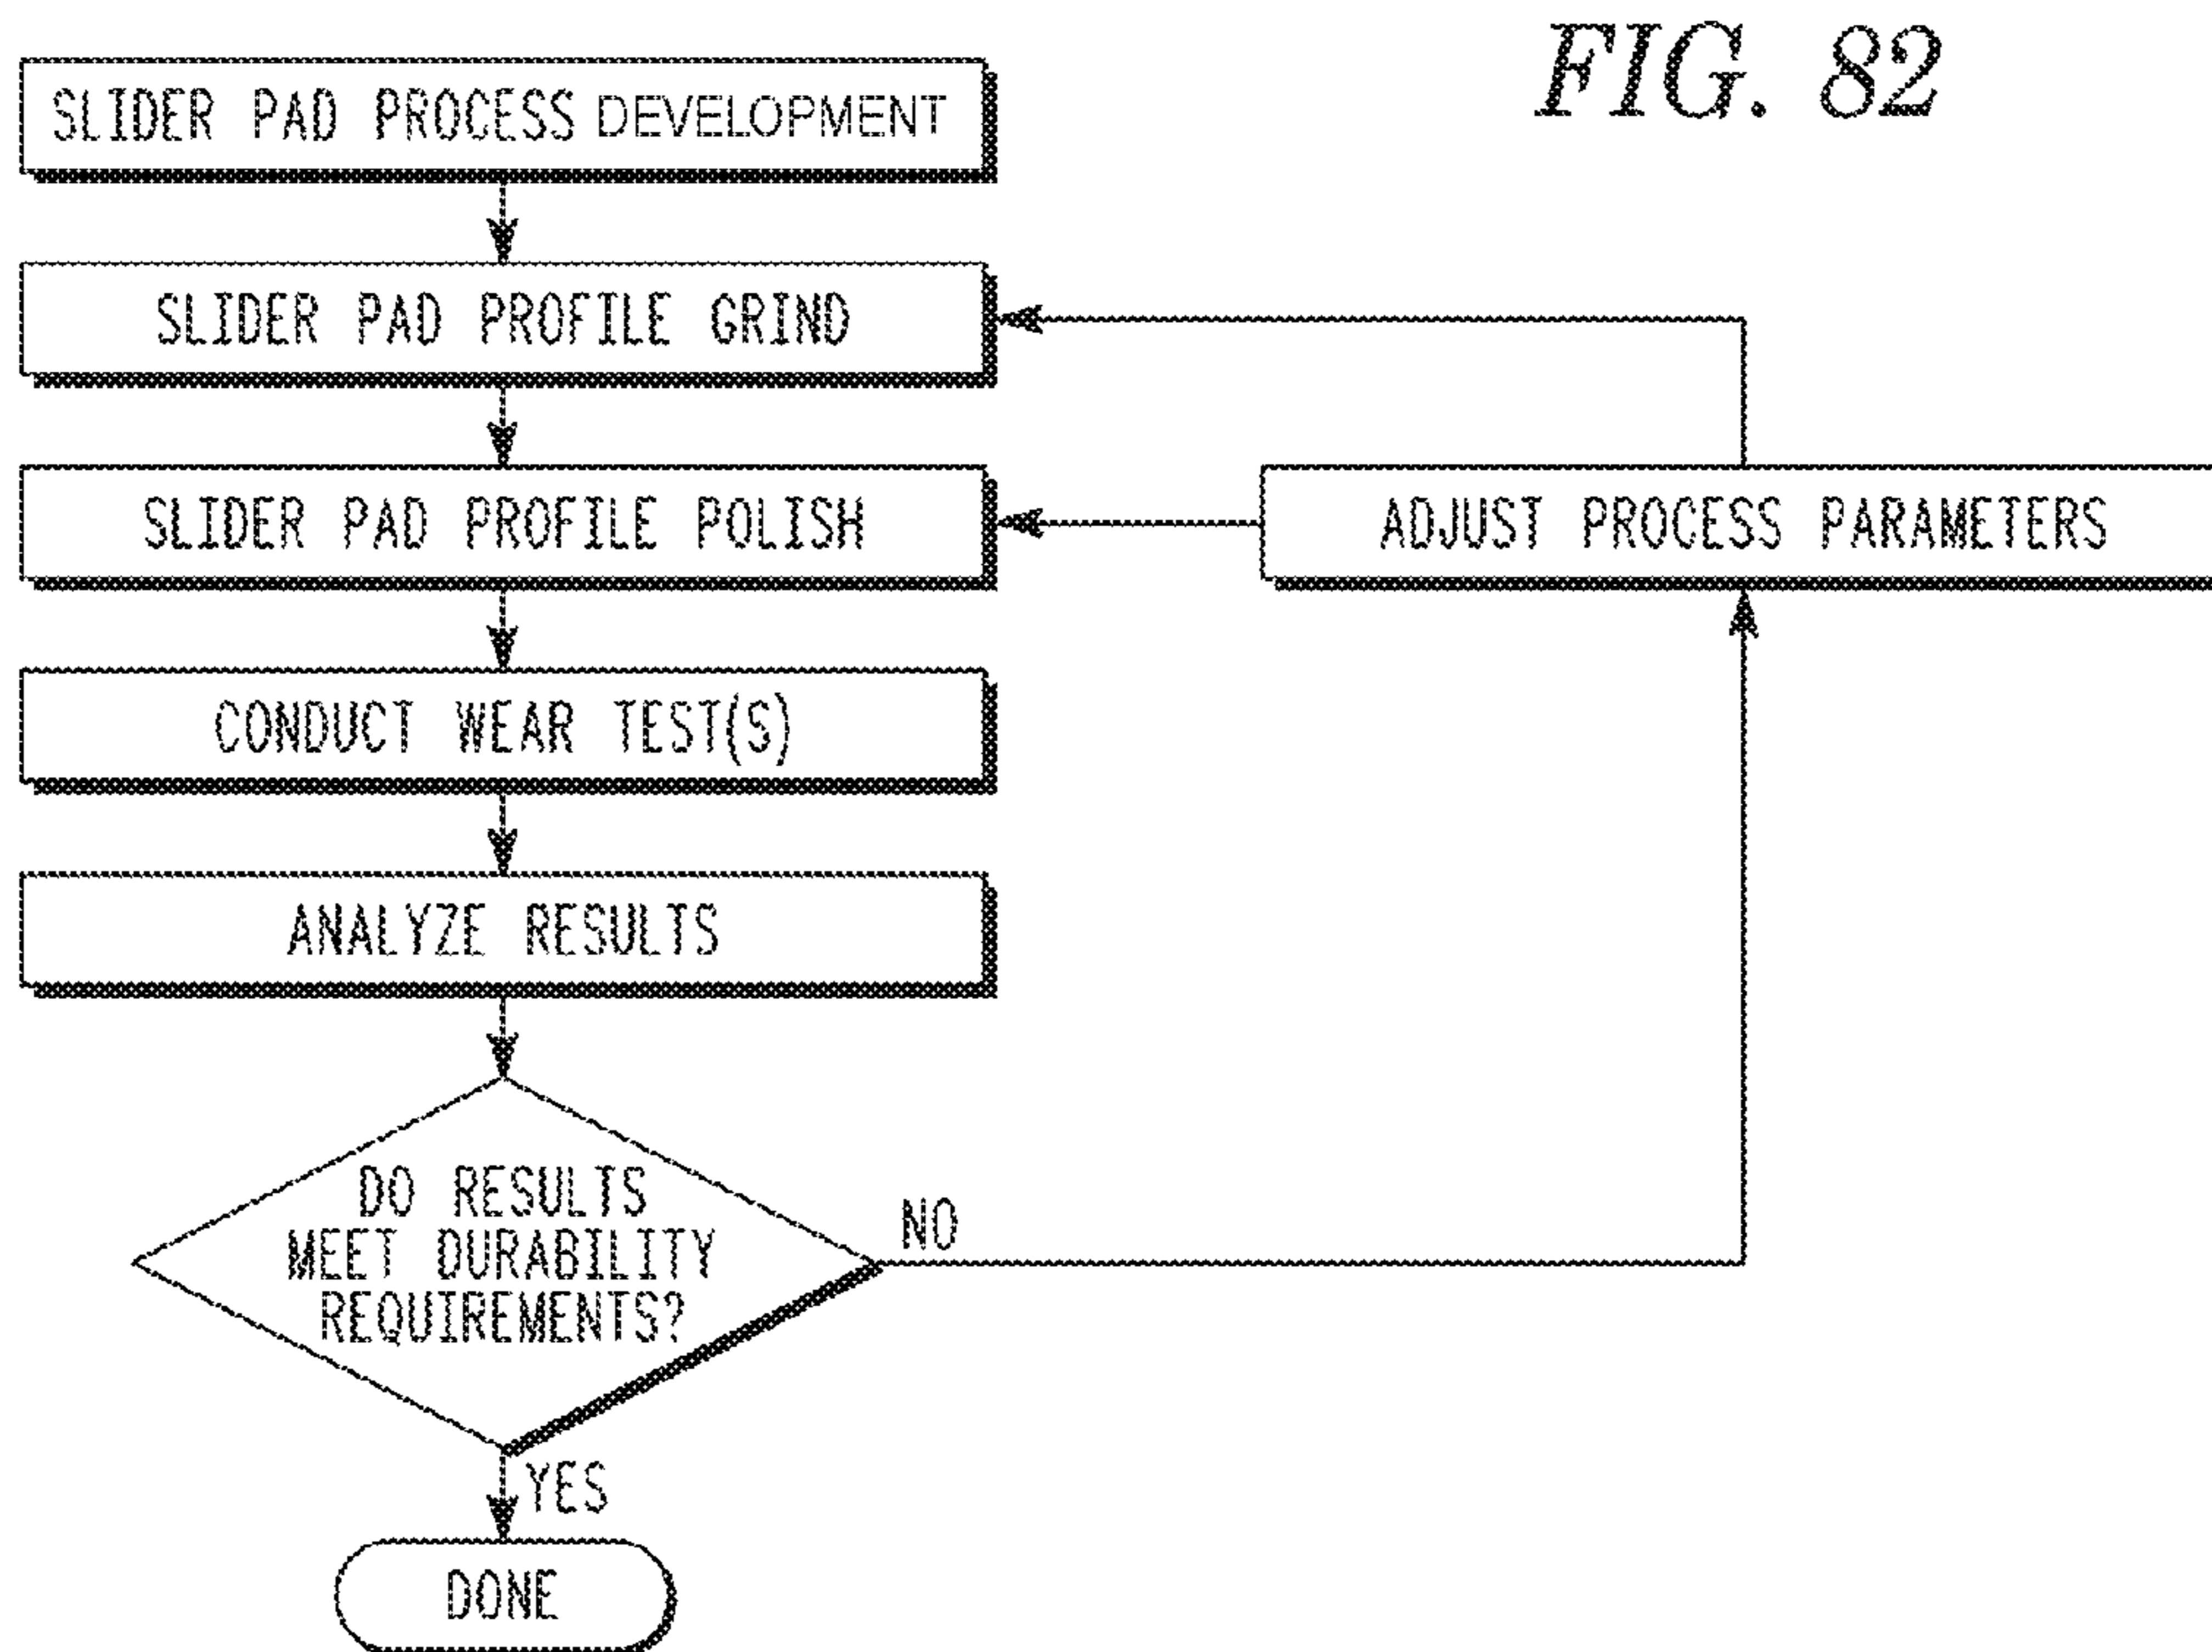 FIG. 82
SLIDER PAD PROCESS DEVELOPMENT
SLIDER PAD PROFILE GRIND
SLIDER PAD PROFILE POLISH
ADJUST PROCESS PARAMETERS
CONDUCT WEAR TEST(S)
ANALYZE RESULTS
DO RESULTS
MEET DURABILITY
REQUIREMENTS?
NO
YES
DONE